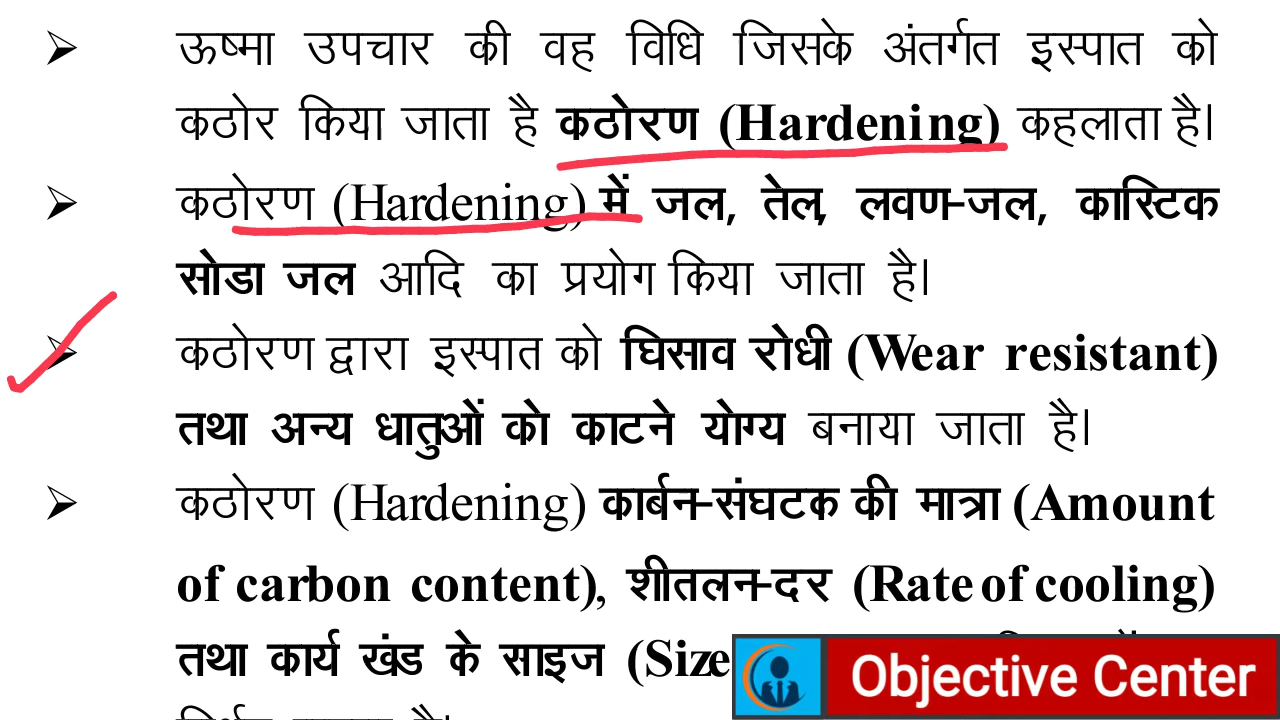 ➢ ऊष्मा उपचार की वह विधि जिसके अंतर्गत इस्पात को
कठोर किया जाता है कठोरण (Hardening) कहलाता है।
➢ कठोरण (Hardening) में जल, तेल, लवण-जल, कास्टिक
सोडा जल आदि का प्रयोग किया जाता है।
➢ कठोरण द्वारा इस्पात को घिसाव रोधी (Wear resistant)
तथा अन्य धातुओं को काटने योग्य बनाया जाता है।
➢ कठोरण (Hardening) कार्बन-संघटक की मात्रा (Amount
of carbon content), शीतलन-दर (Rate of cooling)
तथा कार्य खंड के साइज (Size
Objective Center